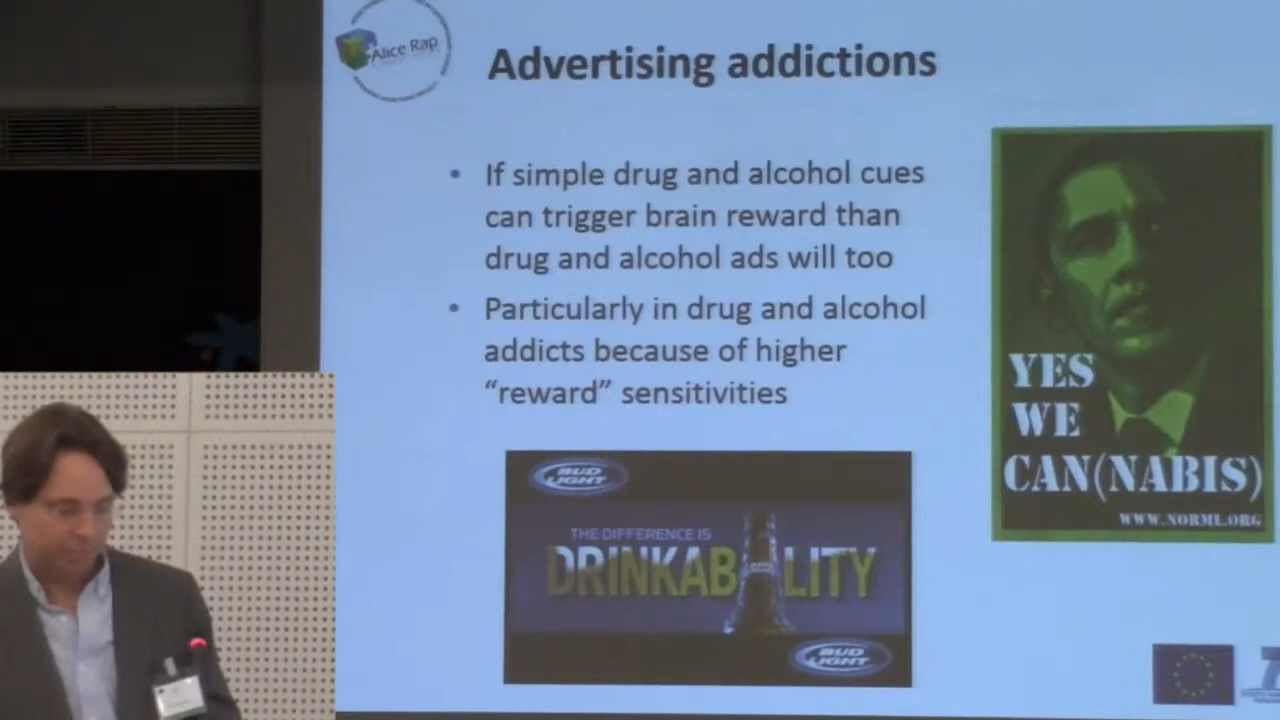 Alice Rap
Advertising addictions
• If simple drug and alcohol cues
can trigger brain reward than
drug and alcohol ads will too
• Particularly in drug and alcohol
addicts because of higher
“reward” sensitivities
YES
WE
CAN(NABIS)
WWW.NORML.ORG
BUD
LIGHT
THE DIFFERENCE IS
DRINKABILITY
BUD
LIGHT